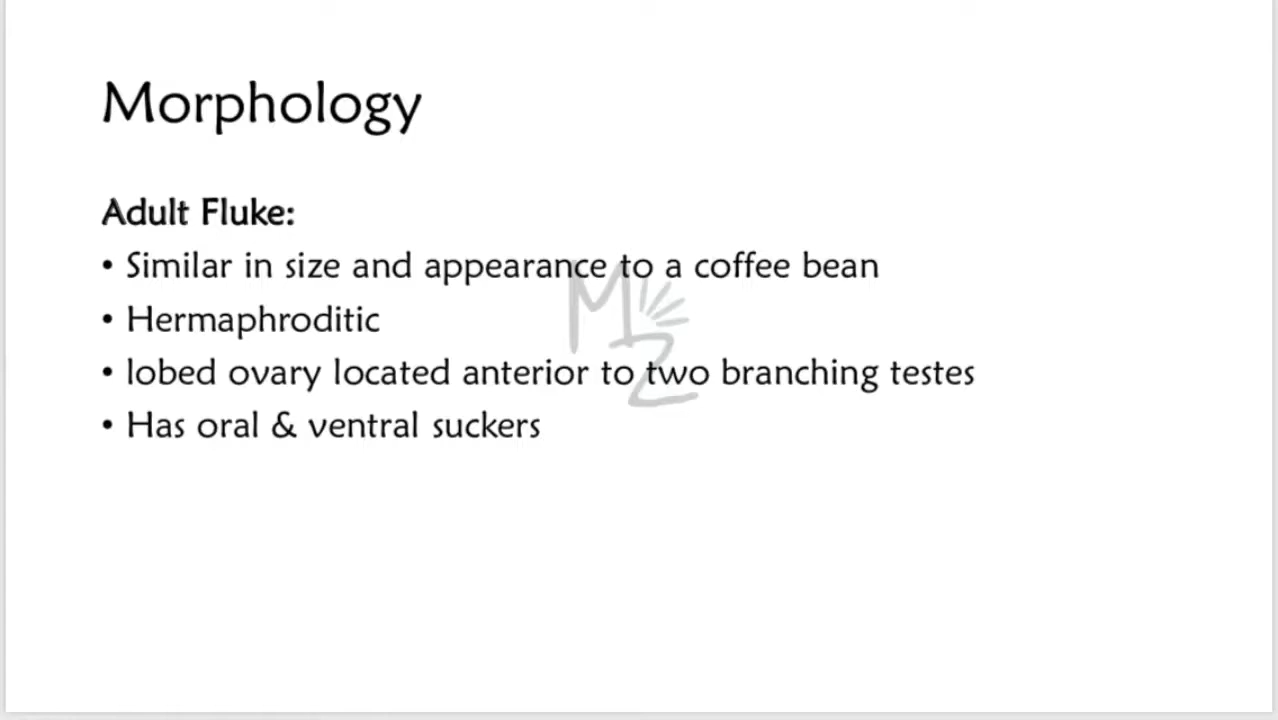 Morphology
Adult Fluke:
• Similar in size and appearance to a coffee bean
• Hermaphroditic
• lobed ovary located anterior to two branching testes
• Has oral & ventral suckers
MZ